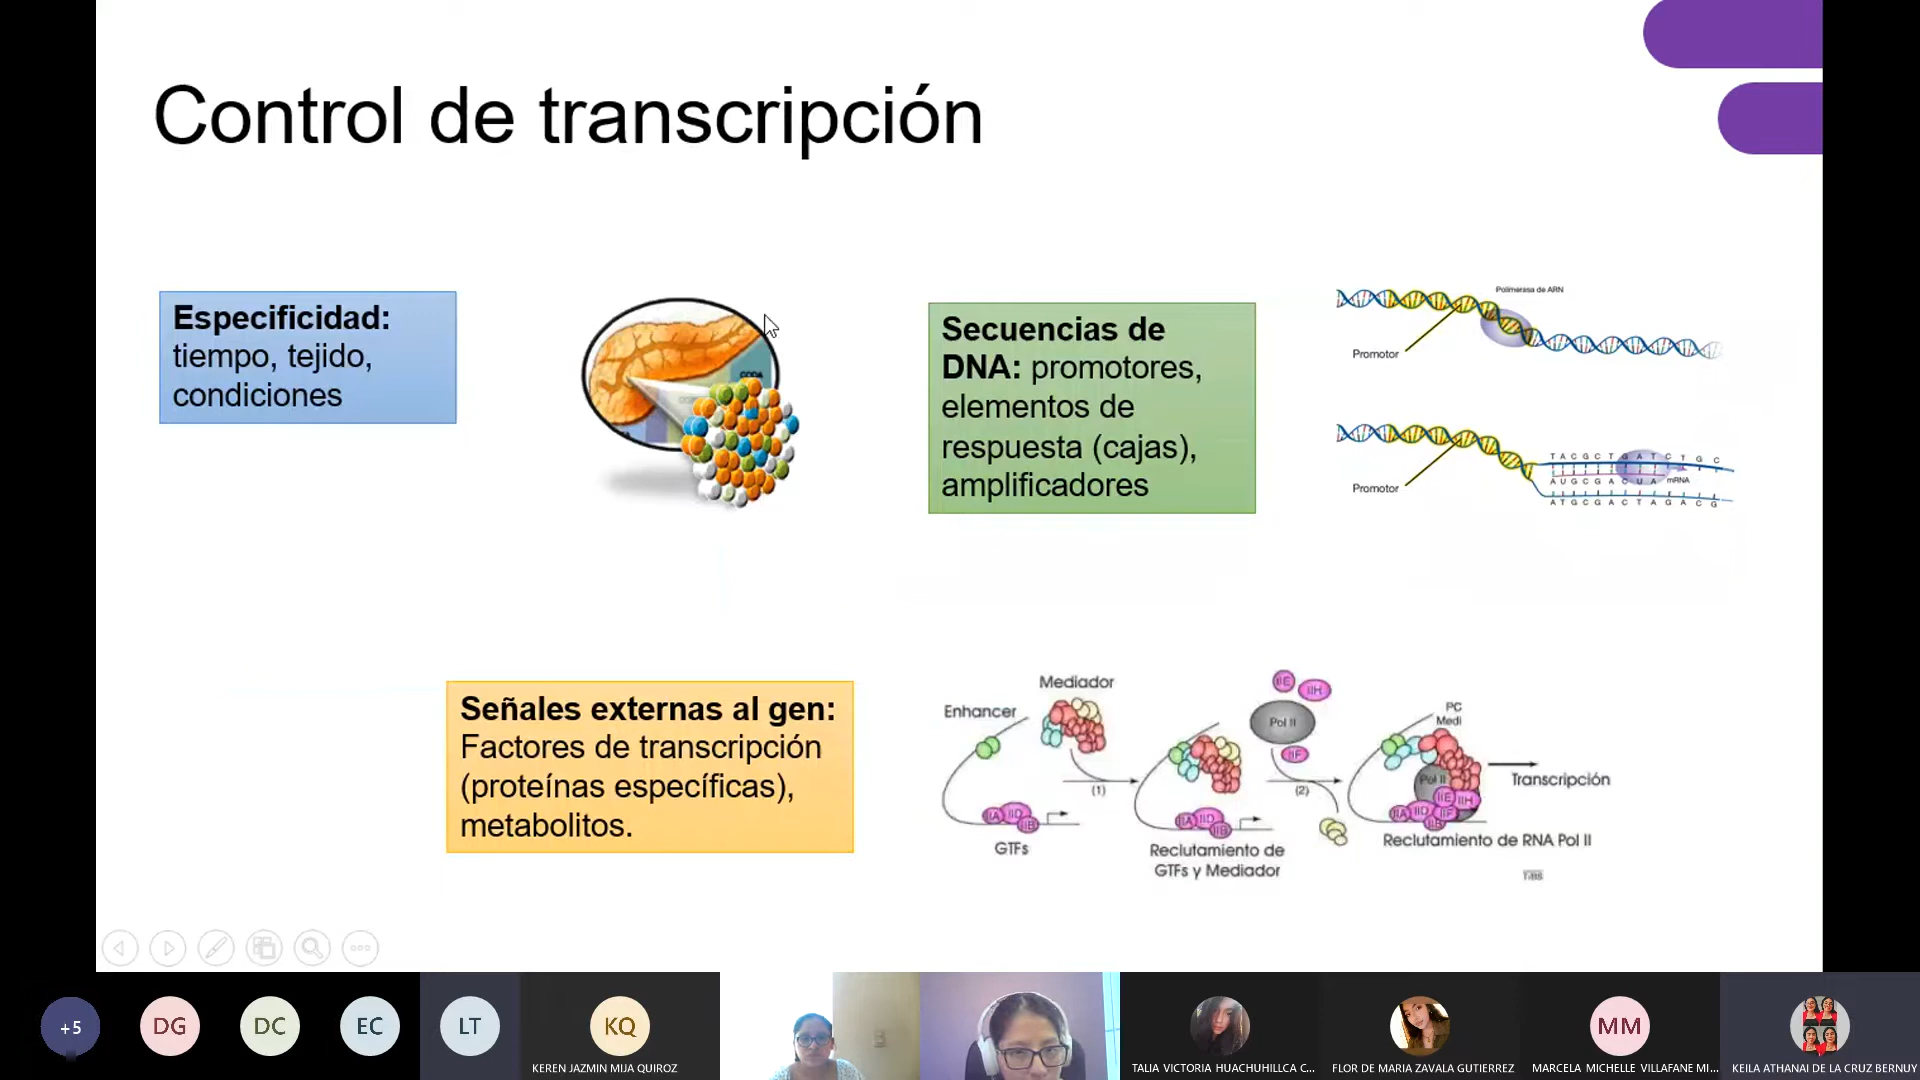 Control de transcripción
Especificidad:
tiempo, tejido,
condiciones
Secuencias de
DNA: promotores,
elementos de
respuesta (cajas),
amplificadores
Polimerasa de ARN
Promotor
Promotor
T A C G C T G A T C T G C
A U G C G A C U A
mRNA
A T G C G A C T A G A C G
Señales externas al gen:
Factores de transcripción
(proteínas específicas),
metabolitos.
Enhancer
Mediador
IIA IID IIB
GTFs
(1)
IIA IID IIB
Reclutamiento de
GTFs y Mediador
IIE IIH
Pol II
IIF
(2)
PC
Medi
Pol II
IIE IIH
IIA IID IIF
IIB
Transcripción
Reclutamiento de RNA Pol II
TiBS
+5
DG
DC
EC
LT
KQ
KEREN JAZMIN MIJA QUIROZ
TALIA VICTORIA HUACHUHILLCA C...
FLOR DE MARIA ZAVALA GUTIERREZ
MM
MARCELA MICHELLE VILLAFANE MI...
KEILA ATHANAI DE LA CRUZ BERNUY